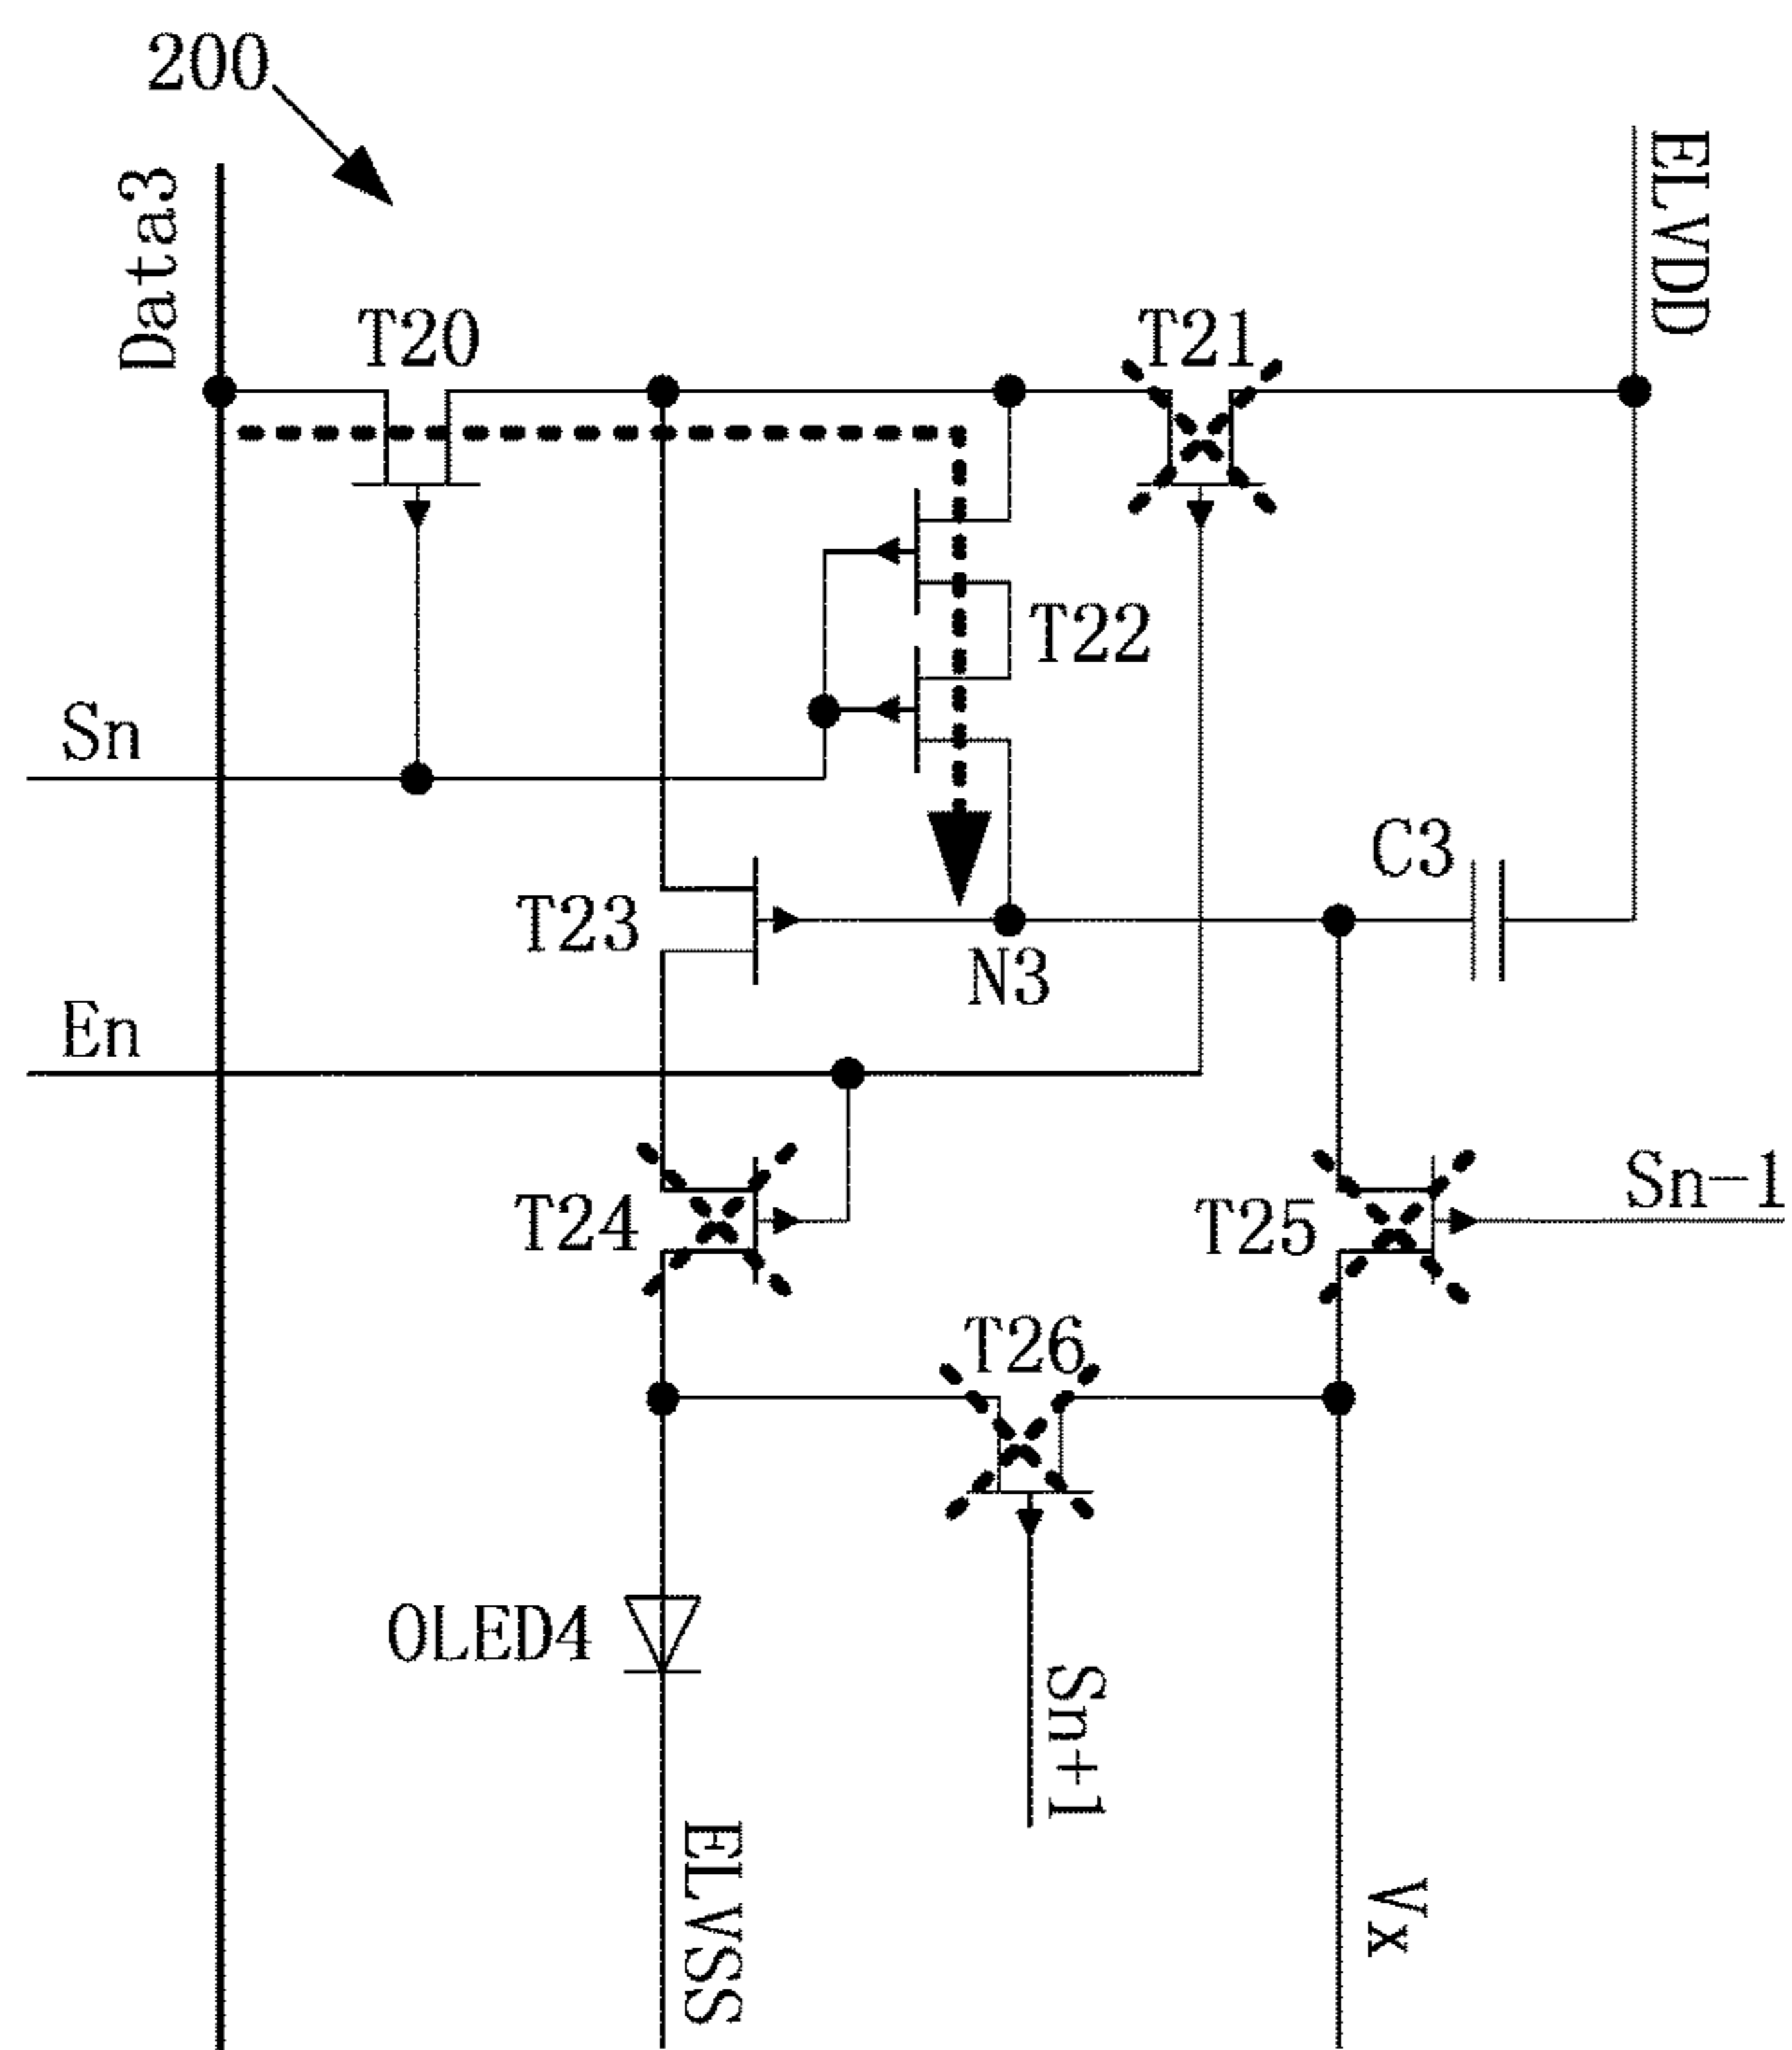 200
Data3
ELVDD
T20
T21
T22
Sn
C3
T23
N3
En
Sn-1
T24
T25
T26
OLED4
Sn+1
ELVSS
Vx